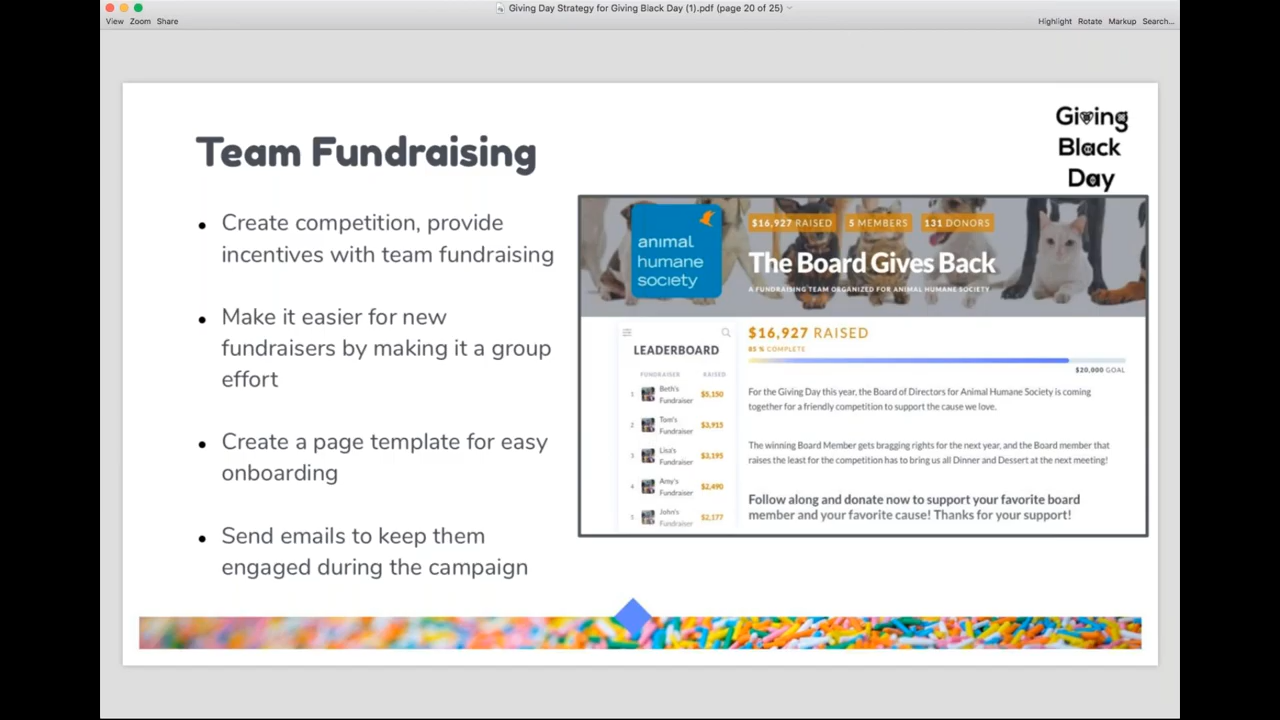 Giving Day Strategy for Giving Black Day (1).pdf (page 20 of 25)
View Zoom Share
Highlight Rotate Markup Search...
Giving
Black
Day
Team Fundraising
Create competition, provide
incentives with team fundraising
Make it easier for new
fundraisers by making it a group
effort
Create a page template for easy
onboarding
Send emails to keep them
engaged during the campaign
animal
humane
society
$16,927 RAISED 5 MEMBERS 131 DONORS
The Board Gives Back
A FUNDRAISING TEAM ORGANIZED FOR ANIMAL HUMANE SOCIETY
LEADERBOARD
FUNDRAISER RAISED
1 Beth's Fundraiser $5,150
2 Tom's Fundraiser $3,915
3 Lisa's Fundraiser $3,195
4 Amy's Fundraiser $2,490
5 John's Fundraiser $2,177
$16,927 RAISED
85 % COMPLETE
$20,000 GOAL
For the Giving Day this year, the Board of Directors for Animal Humane Society is coming
together for a friendly competition to support the cause we love.
The winning Board Member gets bragging rights for the next year, and the Board member that
raises the least for the competition has to bring us all Dinner and Dessert at the next meeting!
Follow along and donate now to support your favorite board
member and your favorite cause! Thanks for your support!